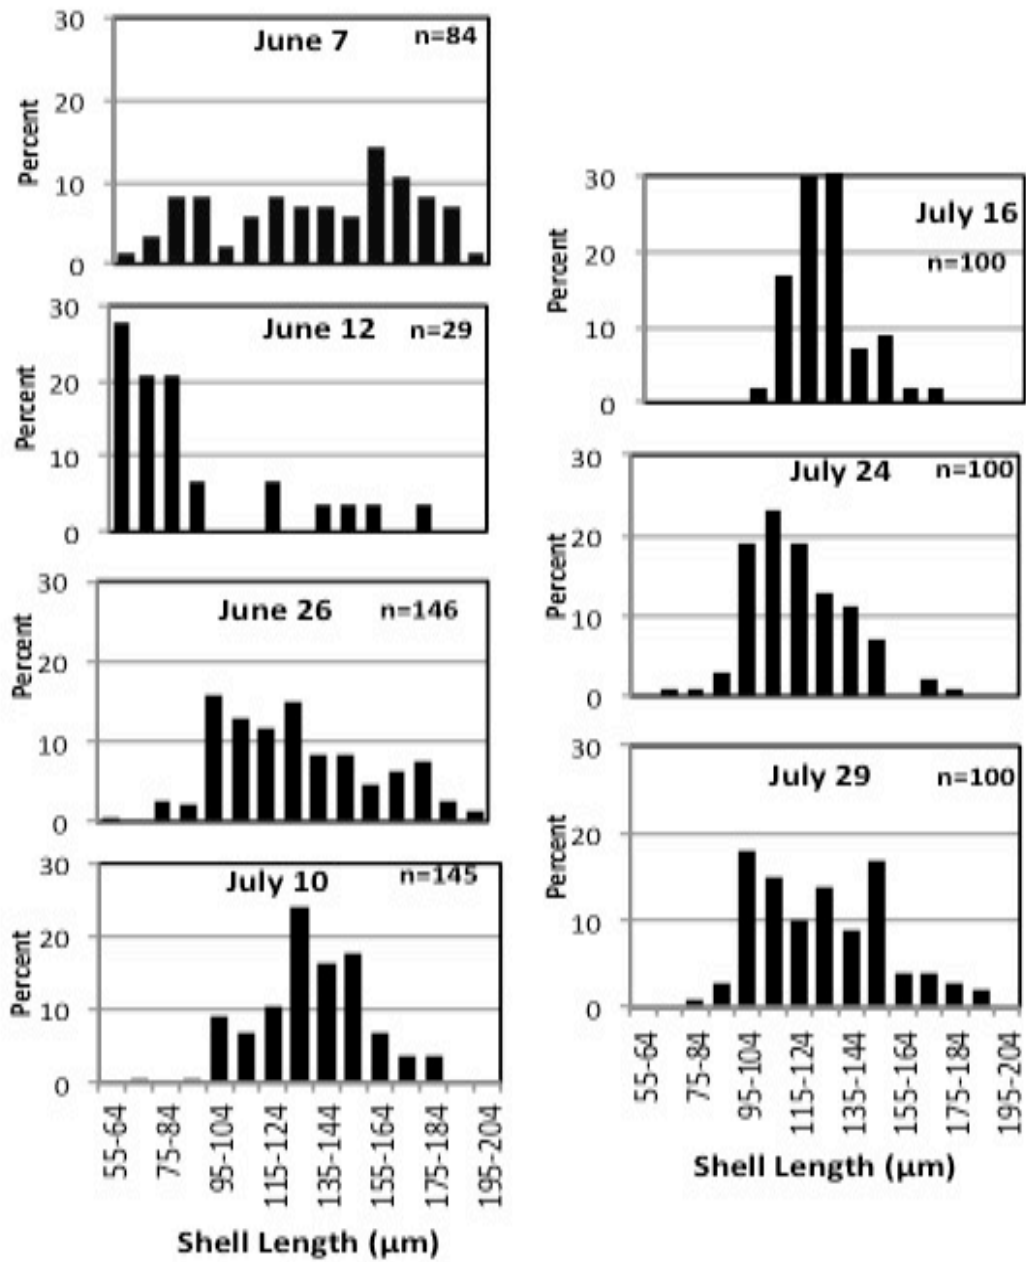 30
June 7
n=84
20
10
0
Percent
30
June 12
n=29
20
10
0
Percent
30
June 26
n=146
20
10
0
Percent
30
July 10
n=145
20
10
0
Percent
55-64
75-84
95-104
115-124
135-144
155-164
175-184
195-204
Shell Length (μm)
30
July 16
n=100
20
10
0
Percent
30
July 24
n=100
20
10
0
Percent
30
July 29
n=100
20
10
0
Percent
55-64
75-84
95-104
115-124
135-144
155-164
175-184
195-204
Shell Length (μm)